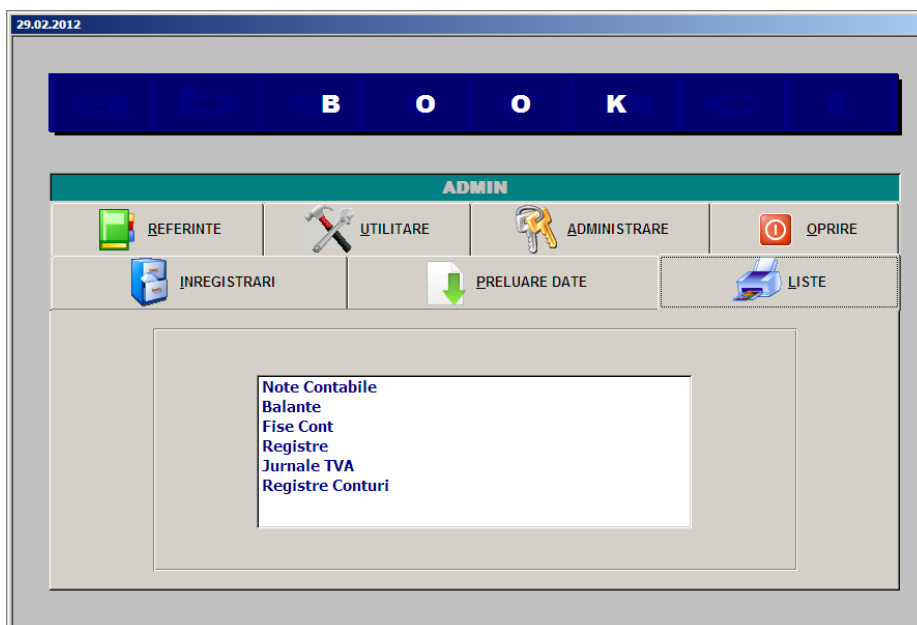 29.02.2012
a b s t r a c t
B O O K
ADMIN
REFERINTE UTILITARE ADMINISTRARE OPRIRE
INREGISTRARI PRELUARE DATE LISTE
Note Contabile
Balante
Fise Cont
Registre
Jurnale TVA
Registre Conturi